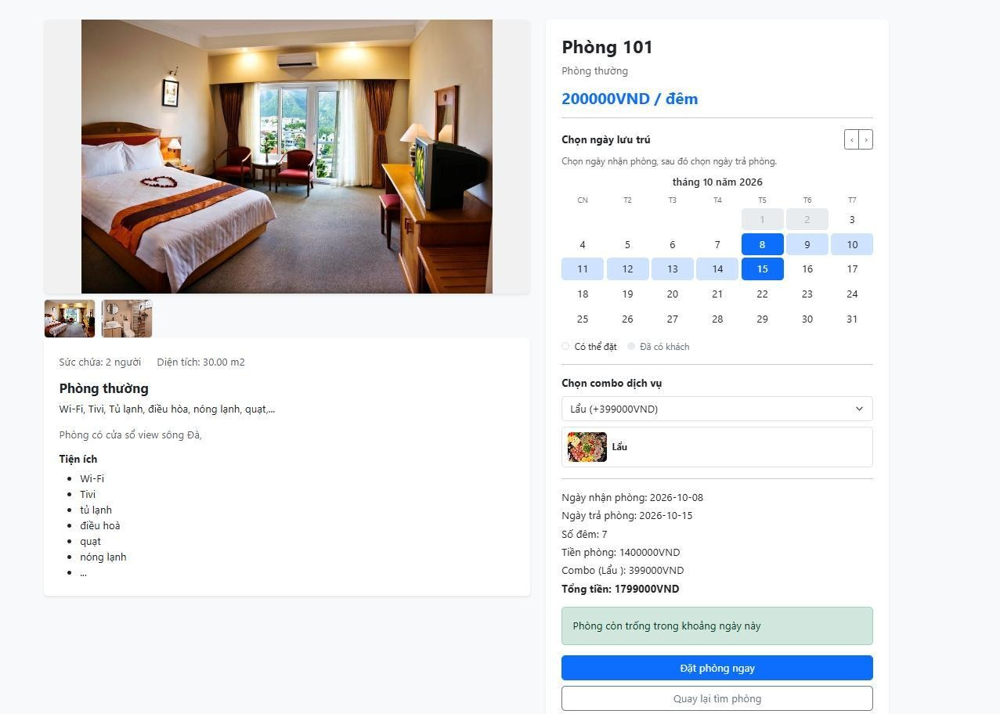 Phòng 101
Phòng thường
200000VND / đêm
Chọn ngày lưu trú
‹ ›
Chọn ngày nhận phòng, sau đó chọn ngày trả phòng.
tháng 10 năm 2026
CN T2 T3 T4 T5 T6 T7
1 2 3
4 5 6 7 8 9 10
11 12 13 14 15 16 17
18 19 20 21 22 23 24
25 26 27 28 29 30 31
Có thể đặt Đã có khách
Chọn combo dịch vụ
Lẩu (+399000VND)
Lẩu
Ngày nhận phòng: 2026-10-08
Ngày trả phòng: 2026-10-15
Số đêm: 7
Tiền phòng: 1400000VND
Combo (Lẩu ): 399000VND
Tổng tiền: 1799000VND
Phòng còn trống trong khoảng ngày này
Đặt phòng ngay
Quay lại tìm phòng
Sức chứa: 2 người Diện tích: 30.00 m2
Phòng thường
Wi-Fi, Tivi, Tủ lạnh, điều hòa, nóng lạnh, quạt,...
Phòng có cửa sổ view sông Đà,
Tiện ích
Wi-Fi
Tivi
tủ lạnh
điều hoà
quạt
nóng lạnh
...